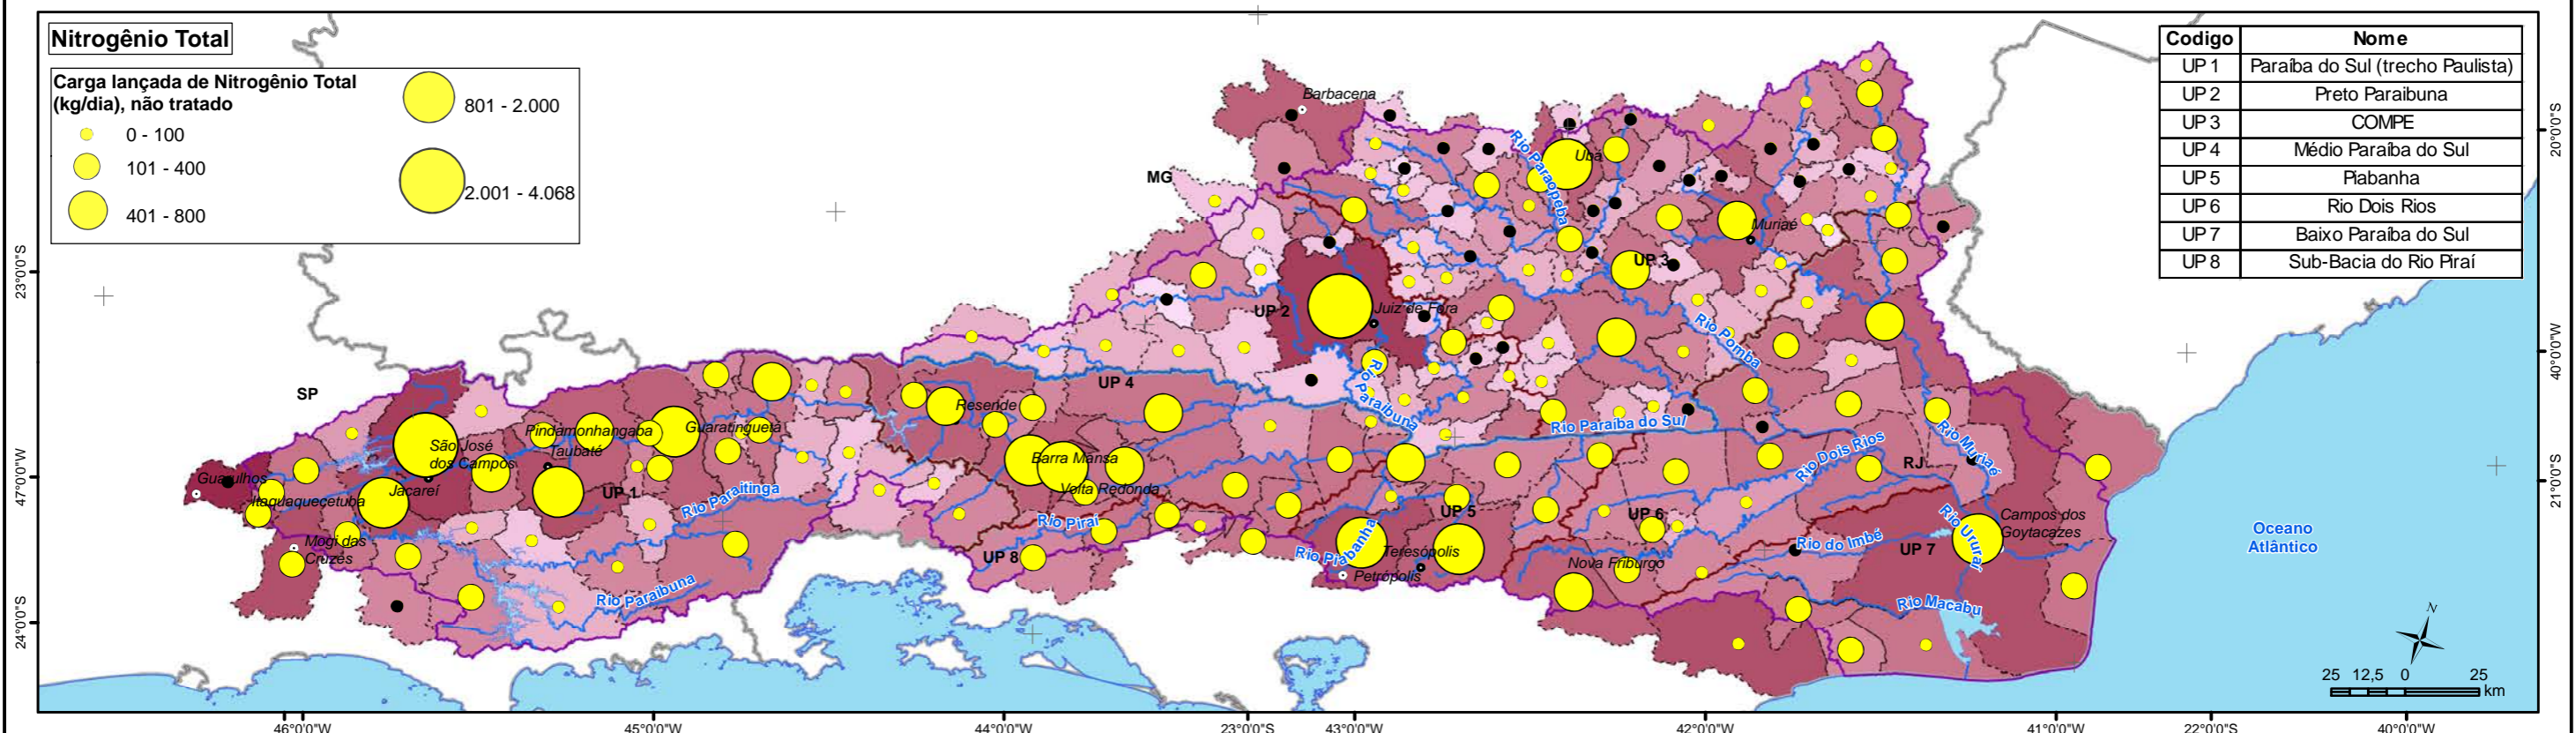 Nitrogênio Total
Carga lançada de Nitrogênio Total
(kg/dia), não tratado
0 - 100
101 - 400
401 - 800
801 - 2.000
2.001 - 4.068
Codigo Nome
UP 1 Paraíba do Sul (trecho Paulista)
UP 2 Preto Paraibuna
UP 3 COMPE
UP 4 Médio Paraíba do Sul
UP 5 Piabanha
UP 6 Rio Dois Rios
UP 7 Baixo Paraíba do Sul
UP 8 Sub-Bacia do Rio Piraí
Barbacena
MG
Rio Paraopeba
Ubá
Muriaé
UP 3
UP 2
Juiz de Fora
Rio Pomba
Rio Paraibuna
SP
UP 4
Resende
São José
dos Campos
Pindamonhangaba
Taubaté
Guaratinguetá
Barra Mansa
Volta Redonda
Rio Paraíba do Sul
Rio Dois Rios
RJ
Rio Muriaé
Guarulhos
Itaquaquecetuba
Jacareí
UP 1
Rio Paraitinga
Rio Piraí
UP 8
UP 5
UP 6
Mogi das
Cruzes
Rio Paraibuna
Rio Piabanha
Teresópolis
Petrópolis
Nova Friburgo
Rio do Imbé
UP 7
Rio Ururaí
Campos dos
Goytacazes
Rio Macabu
Oceano
Atlântico
N
25 12,5 0 25
km
23°0'0"S
47°0'0"W
24°0'0"S
20°0'0"S
40°0'0"W
21°0'0"S
46°0'0"W
45°0'0"W
44°0'0"W
23°0'0"S
43°0'0"W
42°0'0"W
41°0'0"W
22°0'0"S
40°0'0"W